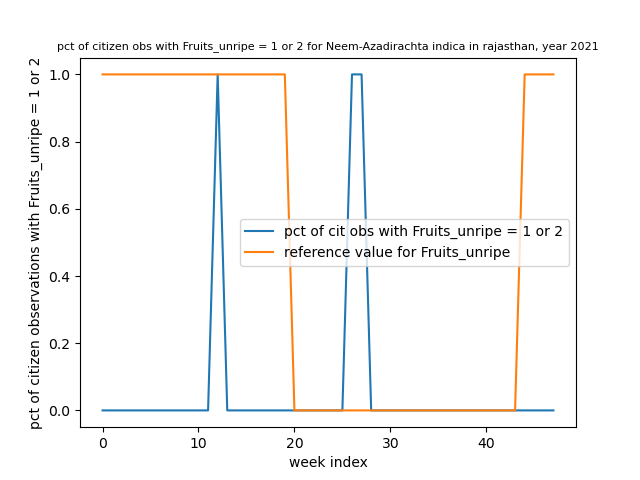 pct of citizen obs with Fruits_unripe = 1 or 2 for Neem-Azadirachta indica in rajasthan, year 2021
pct of citizen observations with Fruits_unripe = 1 or 2
1.0
0.8
0.6
0.4
0.2
0.0
pct of cit obs with Fruits_unripe = 1 or 2
reference value for Fruits_unripe
0 10 20 30 40
week index